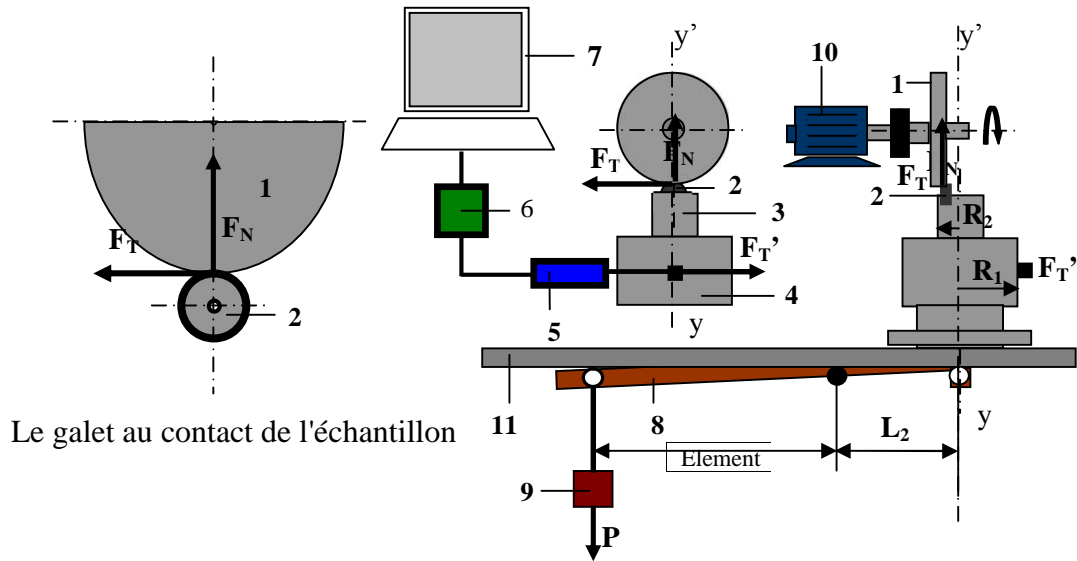 1
F_T
F_N
2
Le galet au contact de l'échantillon
7
6
5
y'
F_N
F_T
2
3
F_T'
4
y
y'
10
1
F_T
N
2
R_2
R_1
F_T'
11
8
y
Element
L_2
9
P